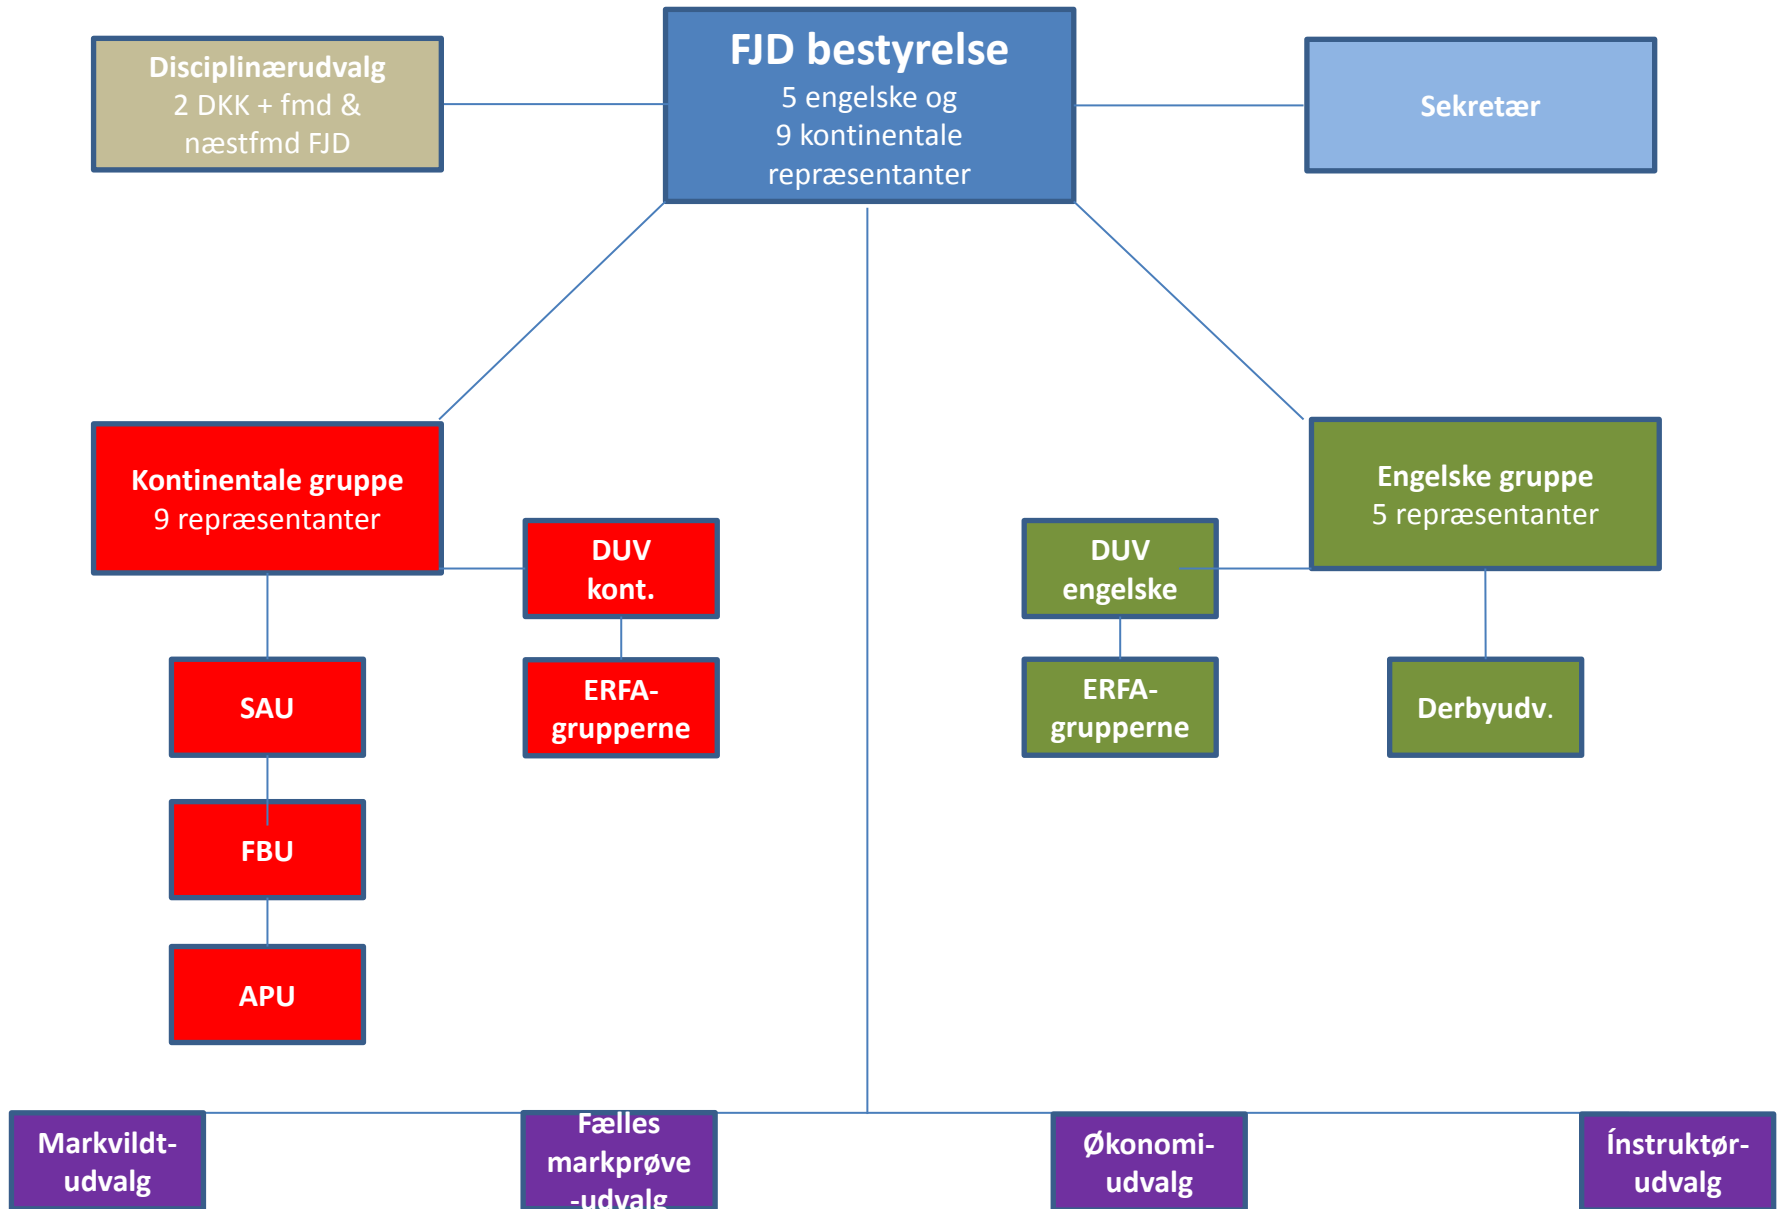 Disciplinærudvalg
2 DKK + fmd &
næstfmd FJD
FJD bestyrelse
5 engelske og
9 kontinentale
repræsentanter
Sekretær
Kontinentale gruppe
9 repræsentanter
DUV
kont.
DUV
engelske
Engelske gruppe
5 repræsentanter
SAU
ERFA-
grupperne
ERFA-
grupperne
Derbyudv.
FBU
APU
Markvildt-
udvalg
Fælles
markprøve
-udvalg
Økonomi-
udvalg
Ínstruktør-
udvalg